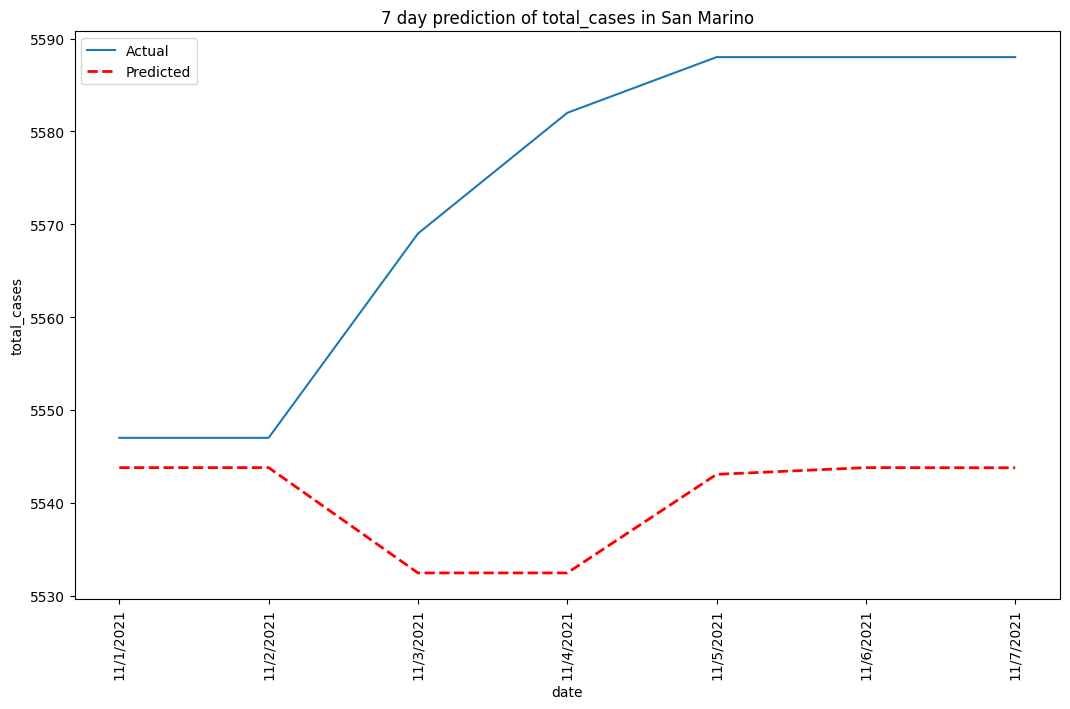 7 day prediction of total_cases in San Marino
Actual
Predicted
total_cases
5590
5580
5570
5560
5550
5540
5530
11/1/2021
11/2/2021
11/3/2021
11/4/2021
11/5/2021
11/6/2021
11/7/2021
date